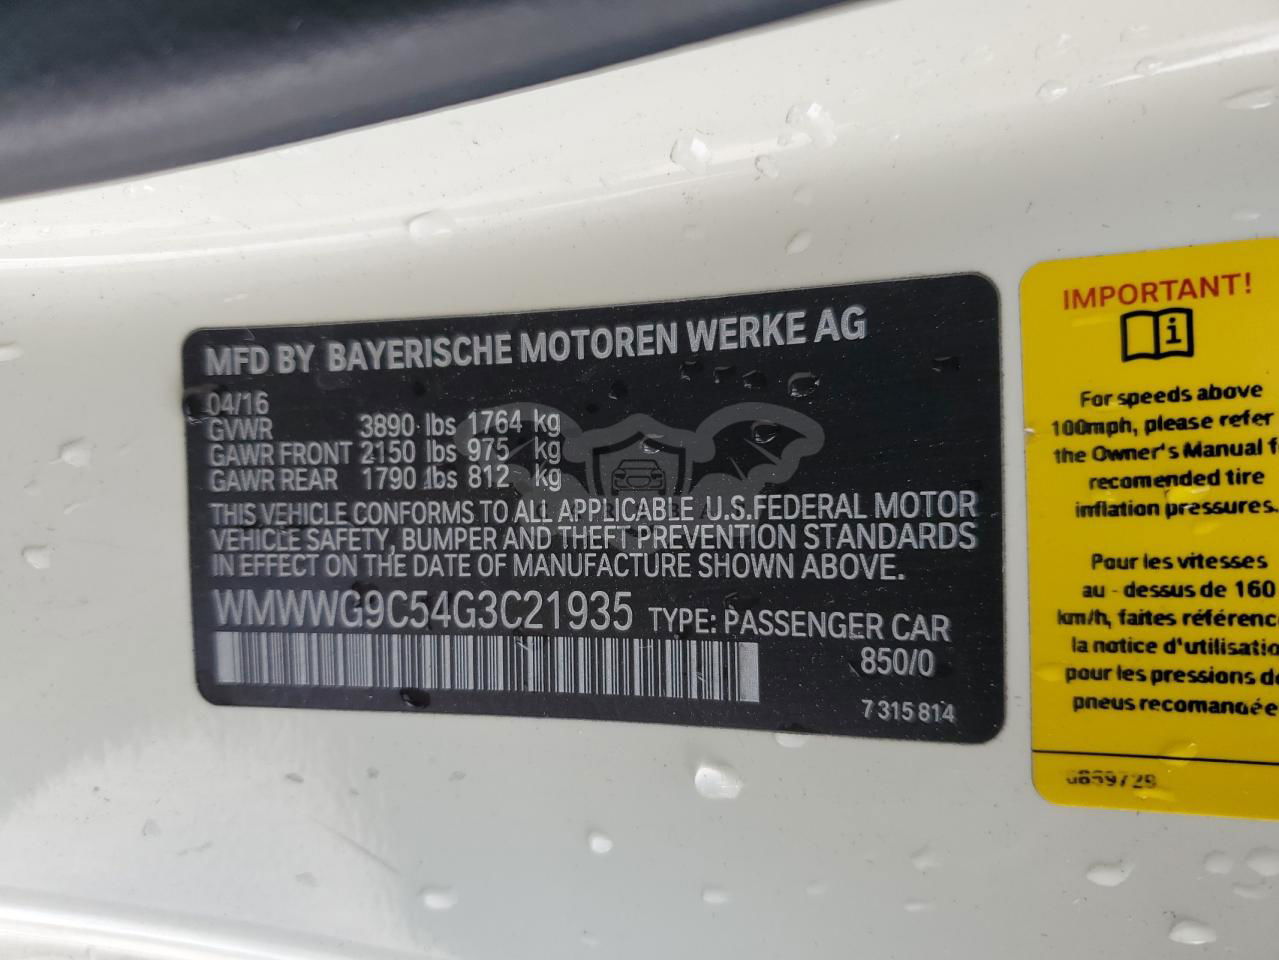 MFD BY BAYERISCHE MOTOREN WERKE AG
04/16
GVWR 3890 lbs 1764 kg
GAWR FRONT 2150 lbs 975 kg
GAWR REAR 1790 lbs 812 kg
THIS VEHICLE CONFORMS TO ALL APPLICABLE U.S.FEDERAL MOTOR
VEHICLE SAFETY, BUMPER AND THEFT PREVENTION STANDARDS
IN EFFECT ON THE DATE OF MANUFACTURE SHOWN ABOVE.
WMWWG9C54G3C21935 TYPE: PASSENGER CAR
850/0
7 315 814
IMPORTANT!
i
For speeds above
100mph, please refer
the Owner's Manual f
recomended tire
inflation pressures.
Pour les vitesses
au - dessus de 160
km/h, faites référenc
la notice d'utilisatio
pour les pressions de
pneus recomandée